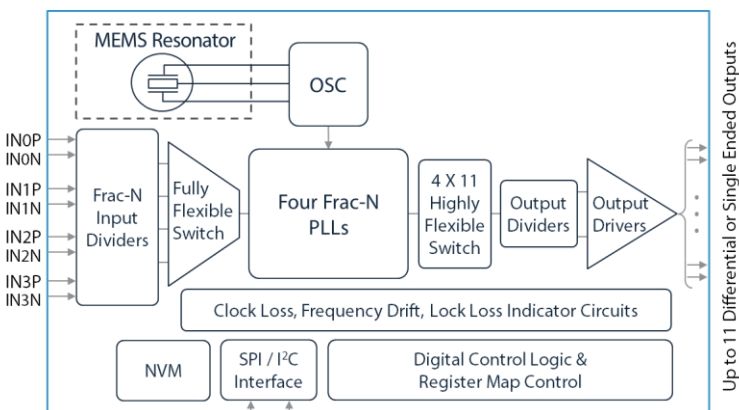 MEMS Resonator
OSC
IN0P
IN0N
IN1P
IN1N
IN2P
IN2N
IN3P
IN3N
Frac-N
Input
Dividers
Fully
Flexible
Switch
Four Frac-N
PLLs
4 X 11
Highly
Flexible
Switch
Output
Dividers
Output
Drivers
Up to 11 Differential or Single Ended Outputs
Clock Loss, Frequency Drift, Lock Loss Indicator Circuits
NVM
SPI / I²C
Interface
Digital Control Logic &
Register Map Control